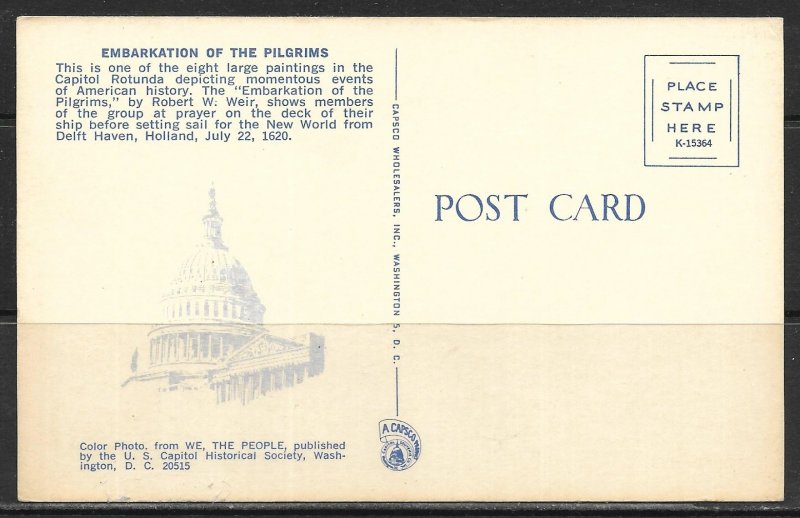 EMBARKATION OF THE PILGRIMS
This is one of the eight large paintings in the
Capitol Rotunda depicting momentous events
of American history. The "Embarkation of the
Pilgrims," by Robert W. Weir, shows members
of the group at prayer on the deck of their
ship before setting sail for the New World from
Delft Haven, Holland, July 22, 1620.
Color Photo. from WE, THE PEOPLE, published
by the U. S. Capitol Historical Society, Wash-
ington, D. C. 20515
CAPSCO WHOLESALERS, INC., WASHINGTON 5, D. C.
A CAPSCO
PLACE
STAMP
HERE
K-15364
POST CARD